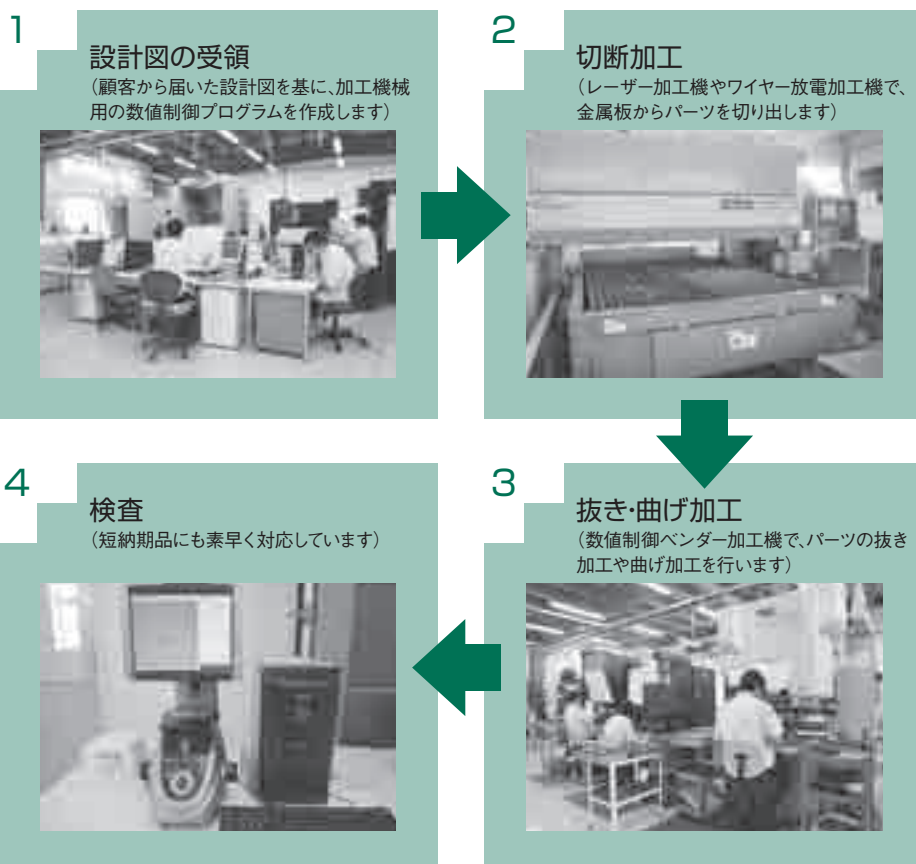 1
設計図の受領
（顧客から届いた設計図を基に、加工機械
用の数値制御プログラムを作成します）
2
切断加工
（レーザー加工機やワイヤー放電加工機で、
金属板からパーツを切り出します）
3
抜き・曲げ加工
（数値制御ベンダー加工機で、パーツの抜き
加工や曲げ加工を行います）
4
検査
（短納期品にも素早く対応しています）